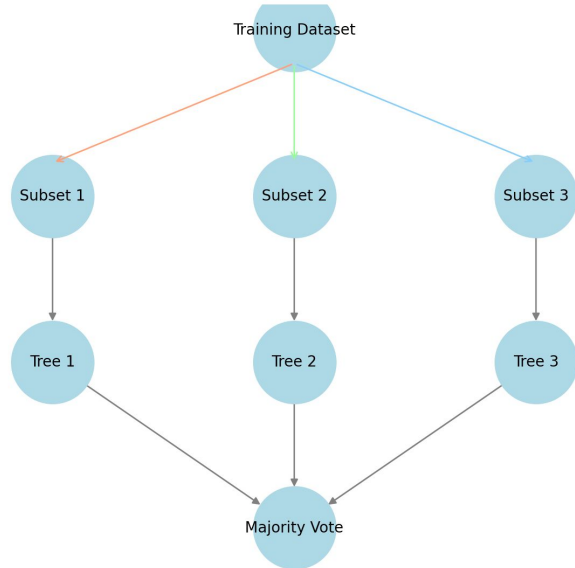 Training Dataset
Subset 1
Subset 2
Subset 3
Tree 1
Tree 2
Tree 3
Majority Vote